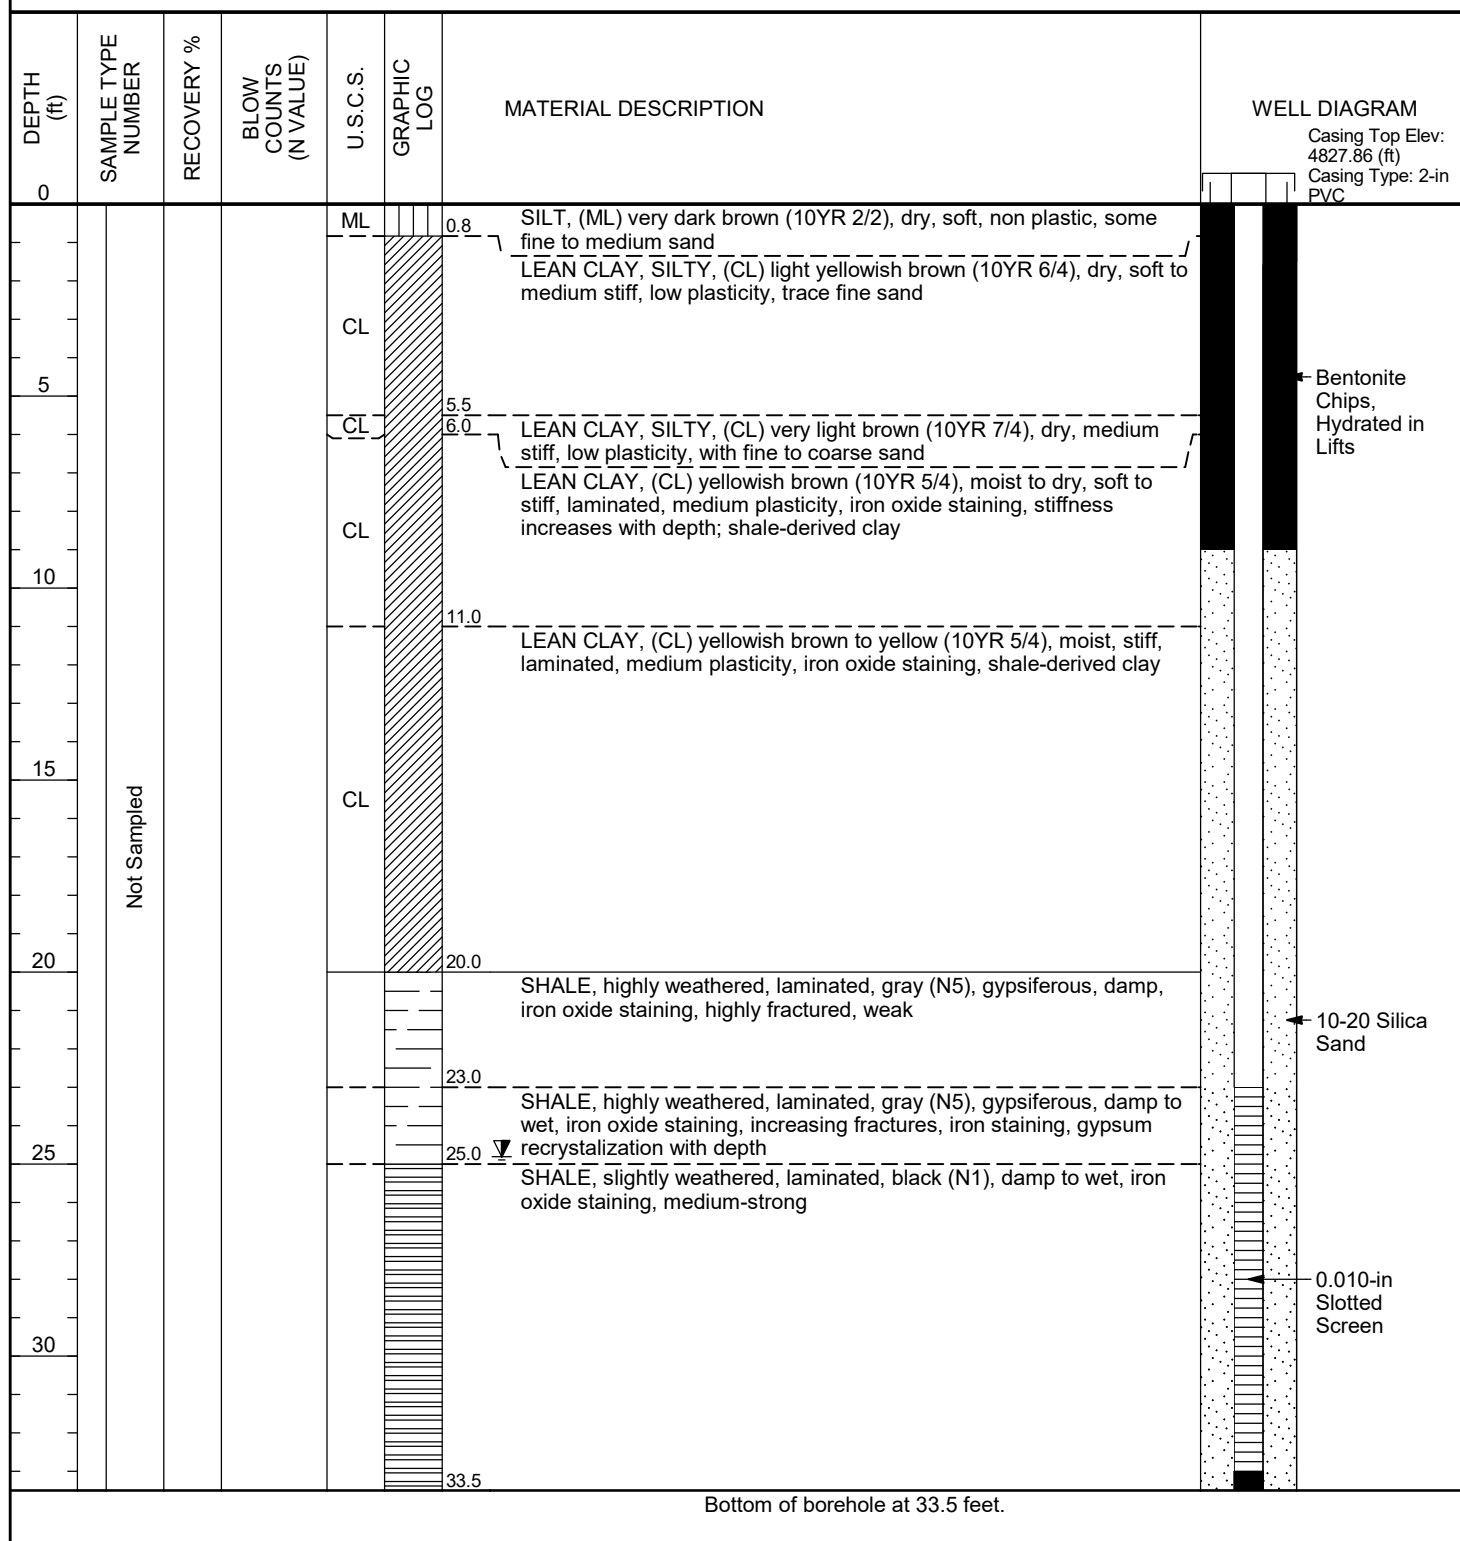 DEPTH
(ft)
SAMPLE TYPE
NUMBER
RECOVERY %
BLOW
COUNTS
(N VALUE)
U.S.C.S.
GRAPHIC
LOG
MATERIAL DESCRIPTION
WELL DIAGRAM
Casing Top Elev:
4827.86 (ft)
Casing Type: 2-in
PVC
0
ML
0.8
SILT, (ML) very dark brown (10YR 2/2), dry, soft, non plastic, some
fine to medium sand
LEAN CLAY, SILTY, (CL) light yellowish brown (10YR 6/4), dry, soft to
medium stiff, low plasticity, trace fine sand
CL
5
Bentonite
Chips,
Hydrated in
Lifts
5.5
CL
6.0
LEAN CLAY, SILTY, (CL) very light brown (10YR 7/4), dry, medium
stiff, low plasticity, with fine to coarse sand
LEAN CLAY, (CL) yellowish brown (10YR 5/4), moist to dry, soft to
stiff, laminated, medium plasticity, iron oxide staining, stiffness
increases with depth; shale-derived clay
CL
10
11.0
LEAN CLAY, (CL) yellowish brown to yellow (10YR 5/4), moist, stiff,
laminated, medium plasticity, iron oxide staining, shale-derived clay
15
CL
Not Sampled
20
20.0
SHALE, highly weathered, laminated, gray (N5), gypsiferous, damp,
iron oxide staining, highly fractured, weak
10-20 Silica
Sand
23.0
SHALE, highly weathered, laminated, gray (N5), gypsiferous, damp to
wet, iron oxide staining, increasing fractures, iron staining, gypsum
recrystalization with depth
25
25.0
SHALE, slightly weathered, laminated, black (N1), damp to wet, iron
oxide staining, medium-strong
0.010-in
Slotted
Screen
30
33.5
Bottom of borehole at 33.5 feet.